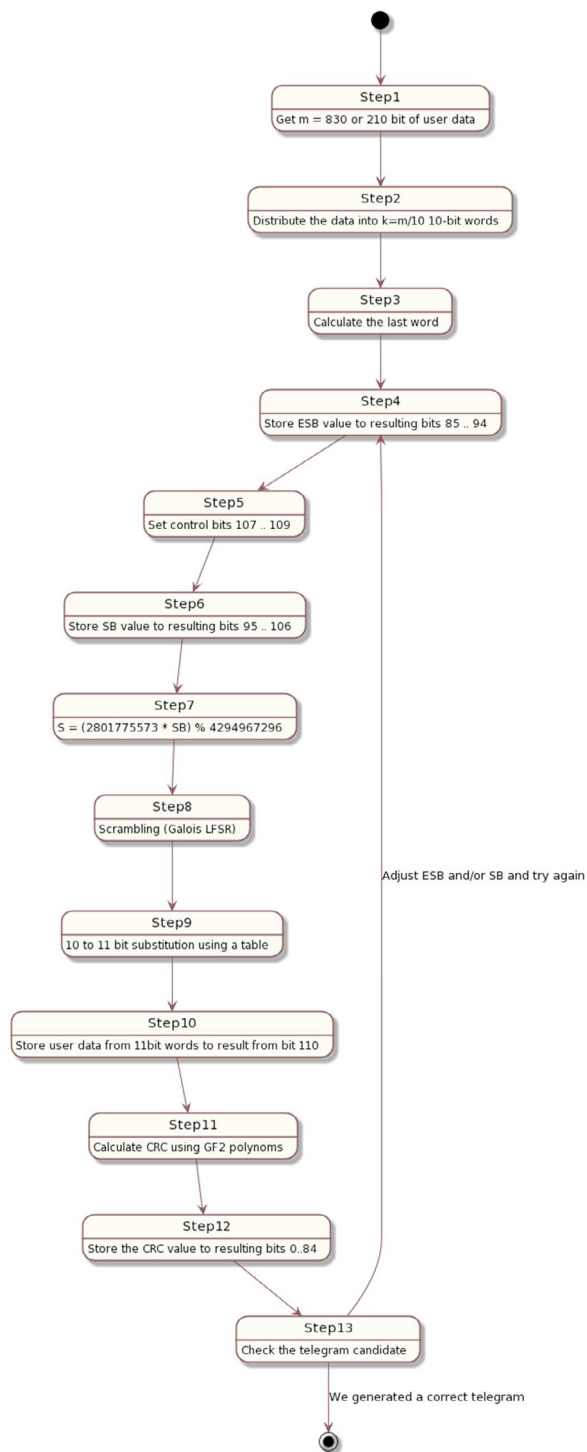 Step1
Get m = 830 or 210 bit of user data
Step2
Distribute the data into k=m/10 10-bit words
Step3
Calculate the last word
Step4
Store ESB value to resulting bits 85 .. 94
Step5
Set control bits 107 .. 109
Step6
Store SB value to resulting bits 95 .. 106
Step7
S = (2801775573 * SB) % 4294967296
Step8
Scrambling (Galois LFSR)
Adjust ESB and/or SB and try again
Step9
10 to 11 bit substitution using a table
Step10
Store user data from 11bit words to result from bit 110
Step11
Calculate CRC using GF2 polynoms
Step12
Store the CRC value to resulting bits 0..84
Step13
Check the telegram candidate
We generated a correct telegram